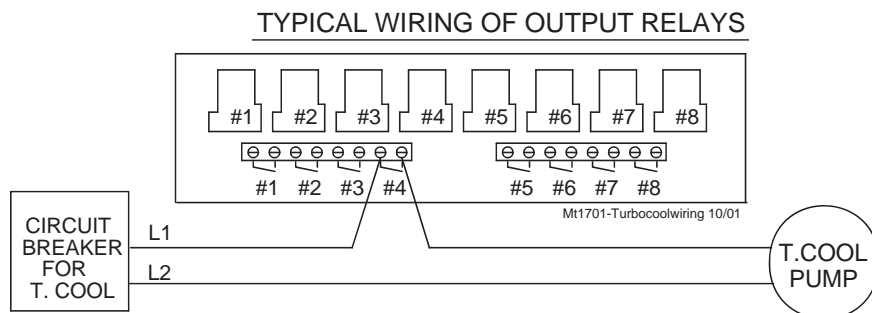 TYPICAL WIRING OF OUTPUT RELAYS
#1 #2 #3 #4 #5 #6 #7 #8
#1 #2 #3 #4 #5 #6 #7 #8
Mt1701-Turbocoolwiring 10/01
CIRCUIT
BREAKER
FOR
T. COOL
L1
L2
T.COOL
PUMP